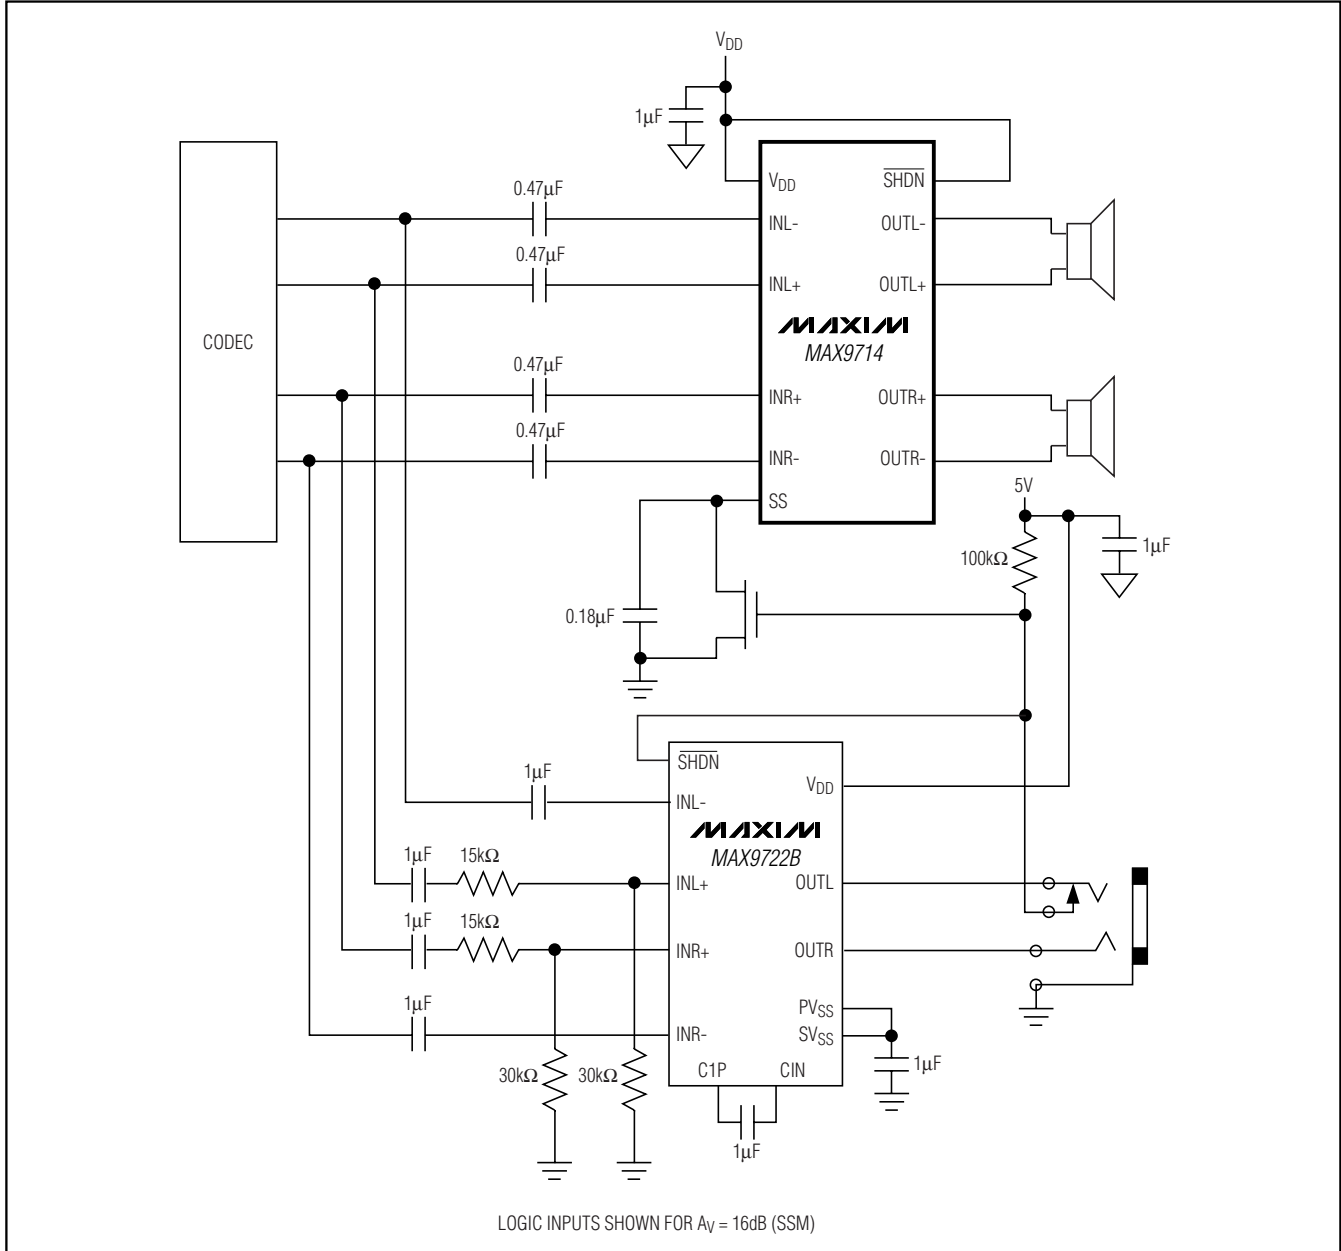 VDD
1µF
CODEC
0.47µF
0.47µF
0.47µF
0.47µF
VDD
SHDN
INL-
OUTL-
INL+
OUTL+
MAXIM
MAX9714
INR+
OUTR+
INR-
OUTR-
SS
5V
100kΩ
1µF
0.18µF
SHDN
1µF
INL-
VDD
MAXIM
MAX9722B
1µF
15kΩ
INL+
OUTL
1µF
15kΩ
INR+
OUTR
1µF
INR-
PVSS
SVSS
1µF
30kΩ
30kΩ
C1P
CIN
1µF
LOGIC INPUTS SHOWN FOR AV = 16dB (SSM)